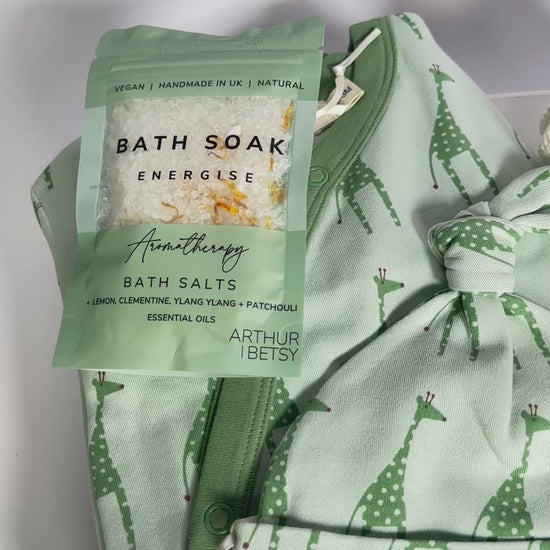 VEGAN | HANDMADE IN UK | NATURAL
BATH SOAK
ENERGISE
Aromatherapy
BATH SALTS
+ LEMON, CLEMENTINE, YLANG YLANG + PATCHOULI
ESSENTIAL OILS
ARTHUR
| BETSY